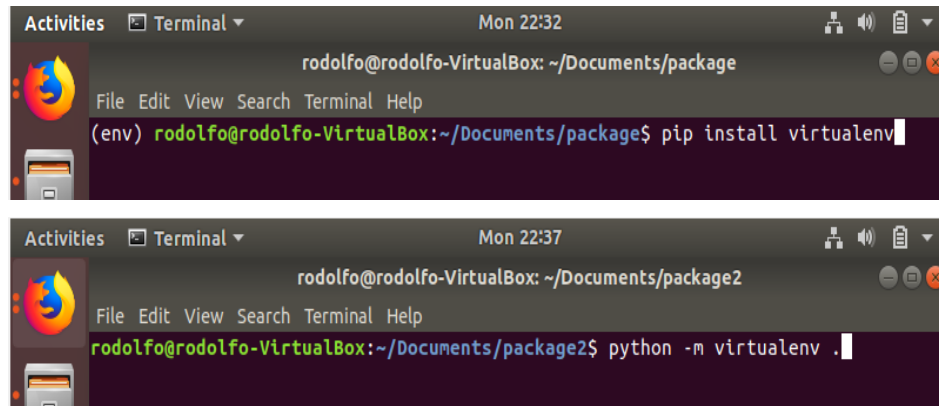 Activities Terminal Mon 22:32
rodolfo@rodolfo-VirtualBox: ~/Documents/package
File Edit View Search Terminal Help
(env) rodolfo@rodolfo-VirtualBox:~/Documents/package$ pip install virtualenv
Activities Terminal Mon 22:37
rodolfo@rodolfo-VirtualBox: ~/Documents/package2
File Edit View Search Terminal Help
rodolfo@rodolfo-VirtualBox:~/Documents/package2$ python -m virtualenv .